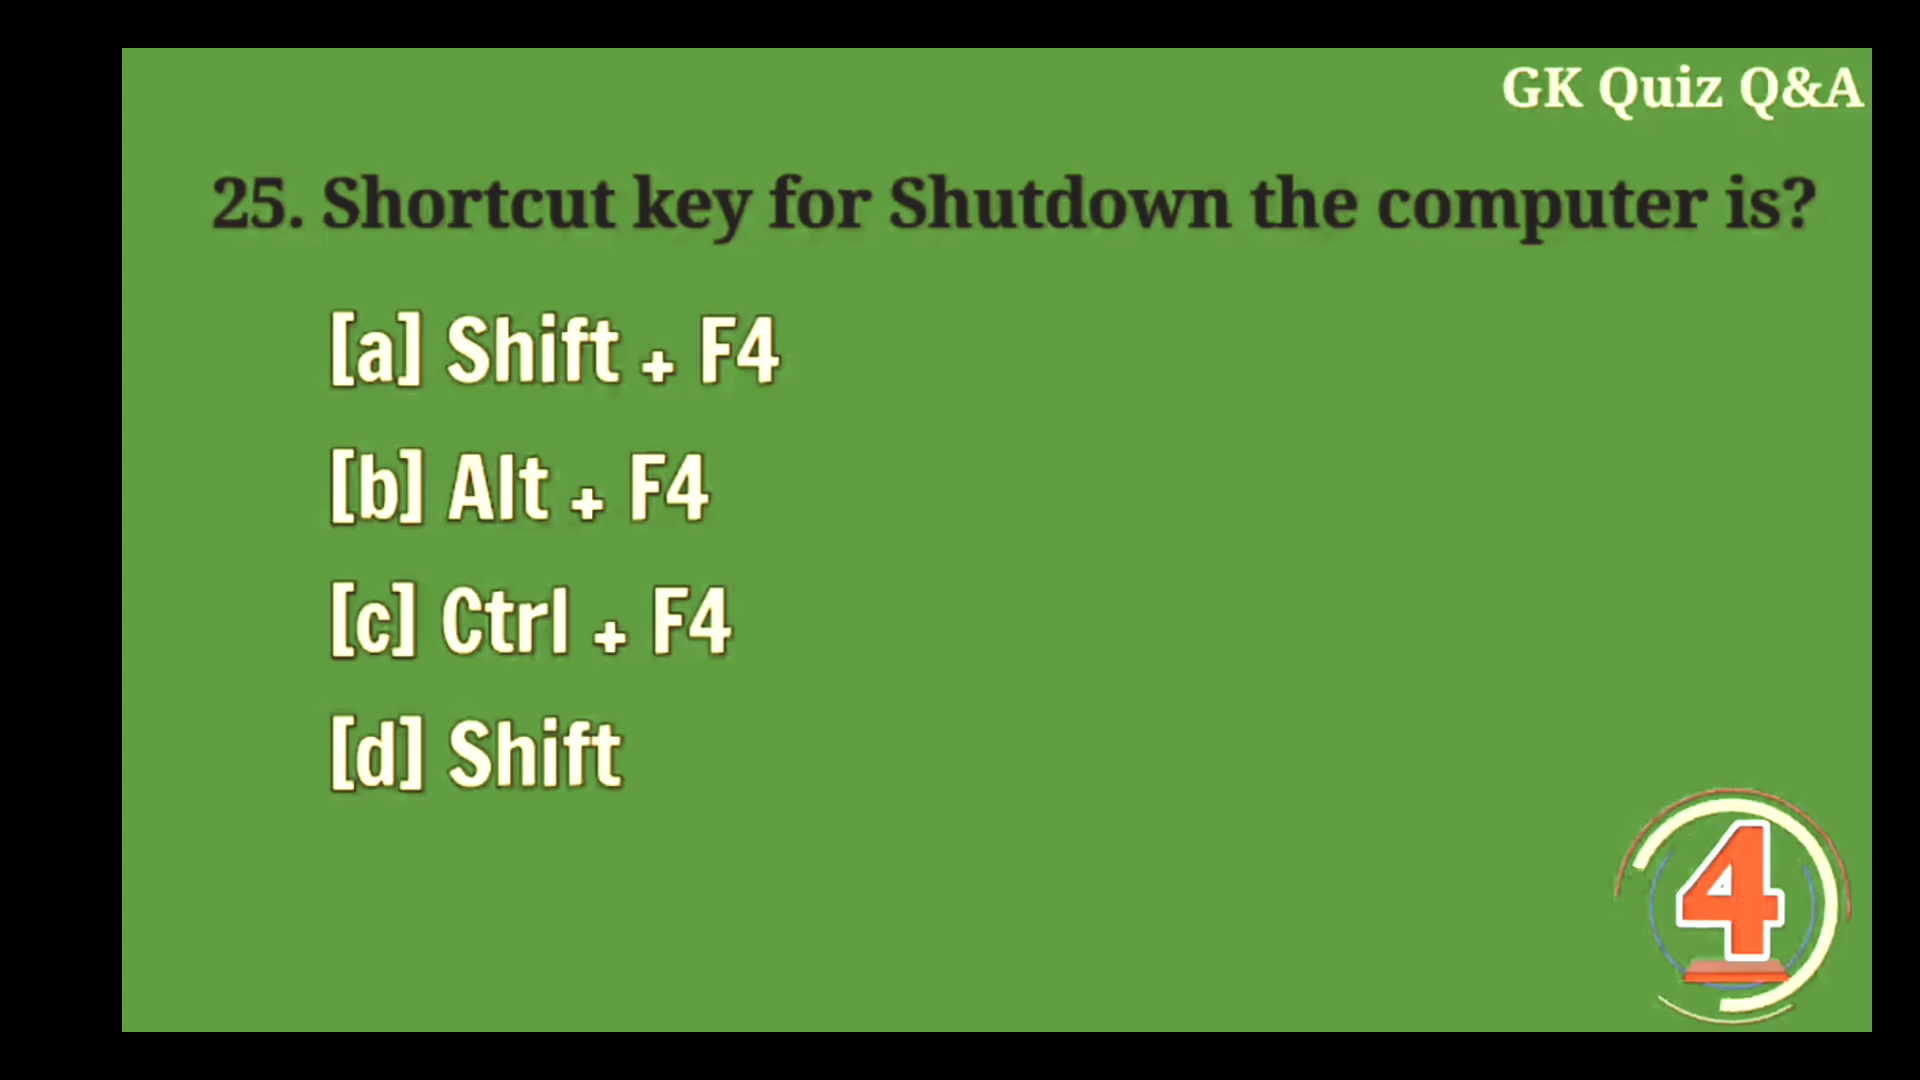 GK Quiz Q&A
25. Shortcut key for Shutdown the computer is?
[a] Shift + F4
[b] Alt + F4
[c] Ctrl + F4
[d] Shift
4